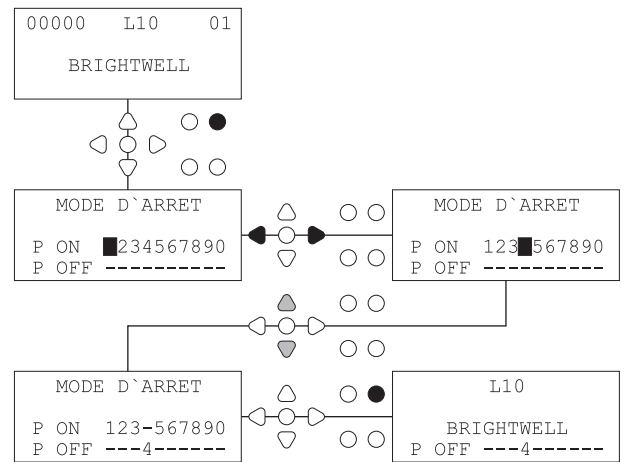 00000 L10 01
BRIGHTWELL
MODE D`ARRET
P ON █234567890
P OFF ----------
MODE D`ARRET
P ON 123█567890
P OFF ----------
MODE D`ARRET
P ON 123-567890
P OFF ---4------
L10
BRIGHTWELL
P OFF ---4------